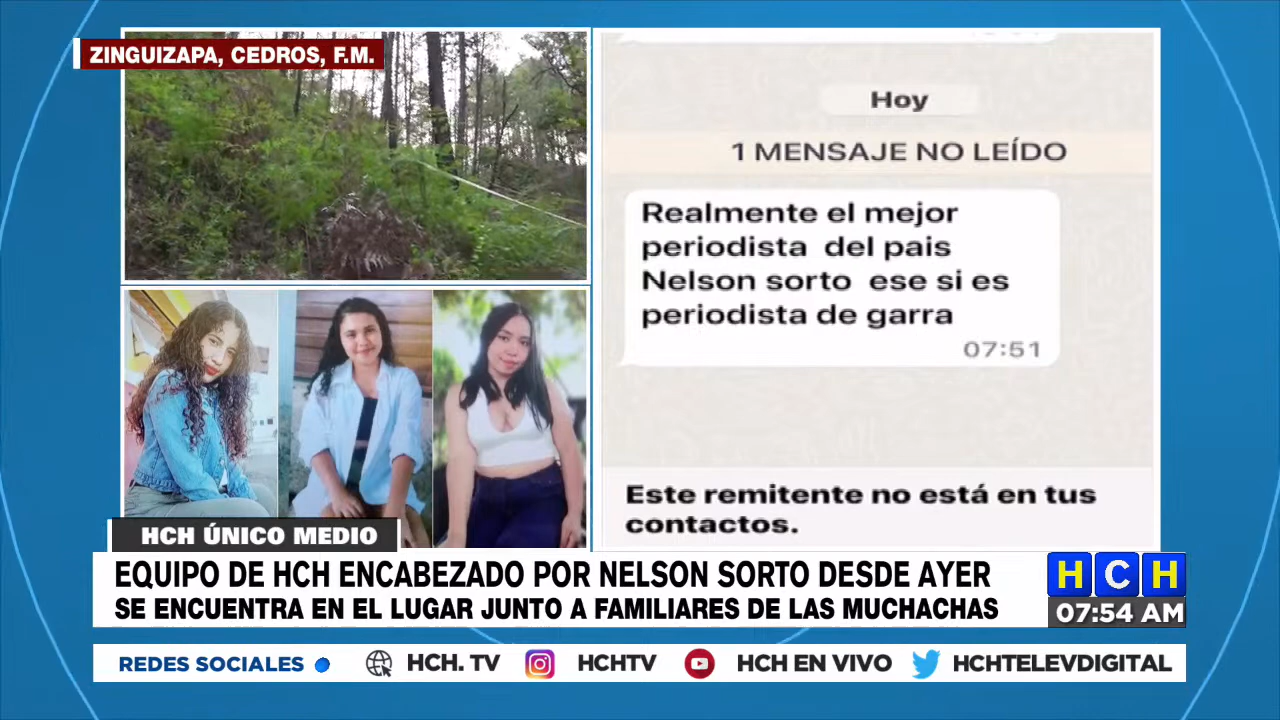 ZINGUIZAPA, CEDROS, F.M.
Hoy
1 MENSAJE NO LEÍDO
Realmente el mejor
periodista del pais
Nelson sorto ese si es
periodista de garra
07:51
Este remitente no está en tus
contactos.
HCH ÚNICO MEDIO
EQUIPO DE HCH ENCABEZADO POR NELSON SORTO DESDE AYER
SE ENCUENTRA EN EL LUGAR JUNTO A FAMILIARES DE LAS MUCHACHAS
HCH
07:54 AM
REDES SOCIALES HCH. TV HCHTV HCH EN VIVO HCHTELEVDIGITAL